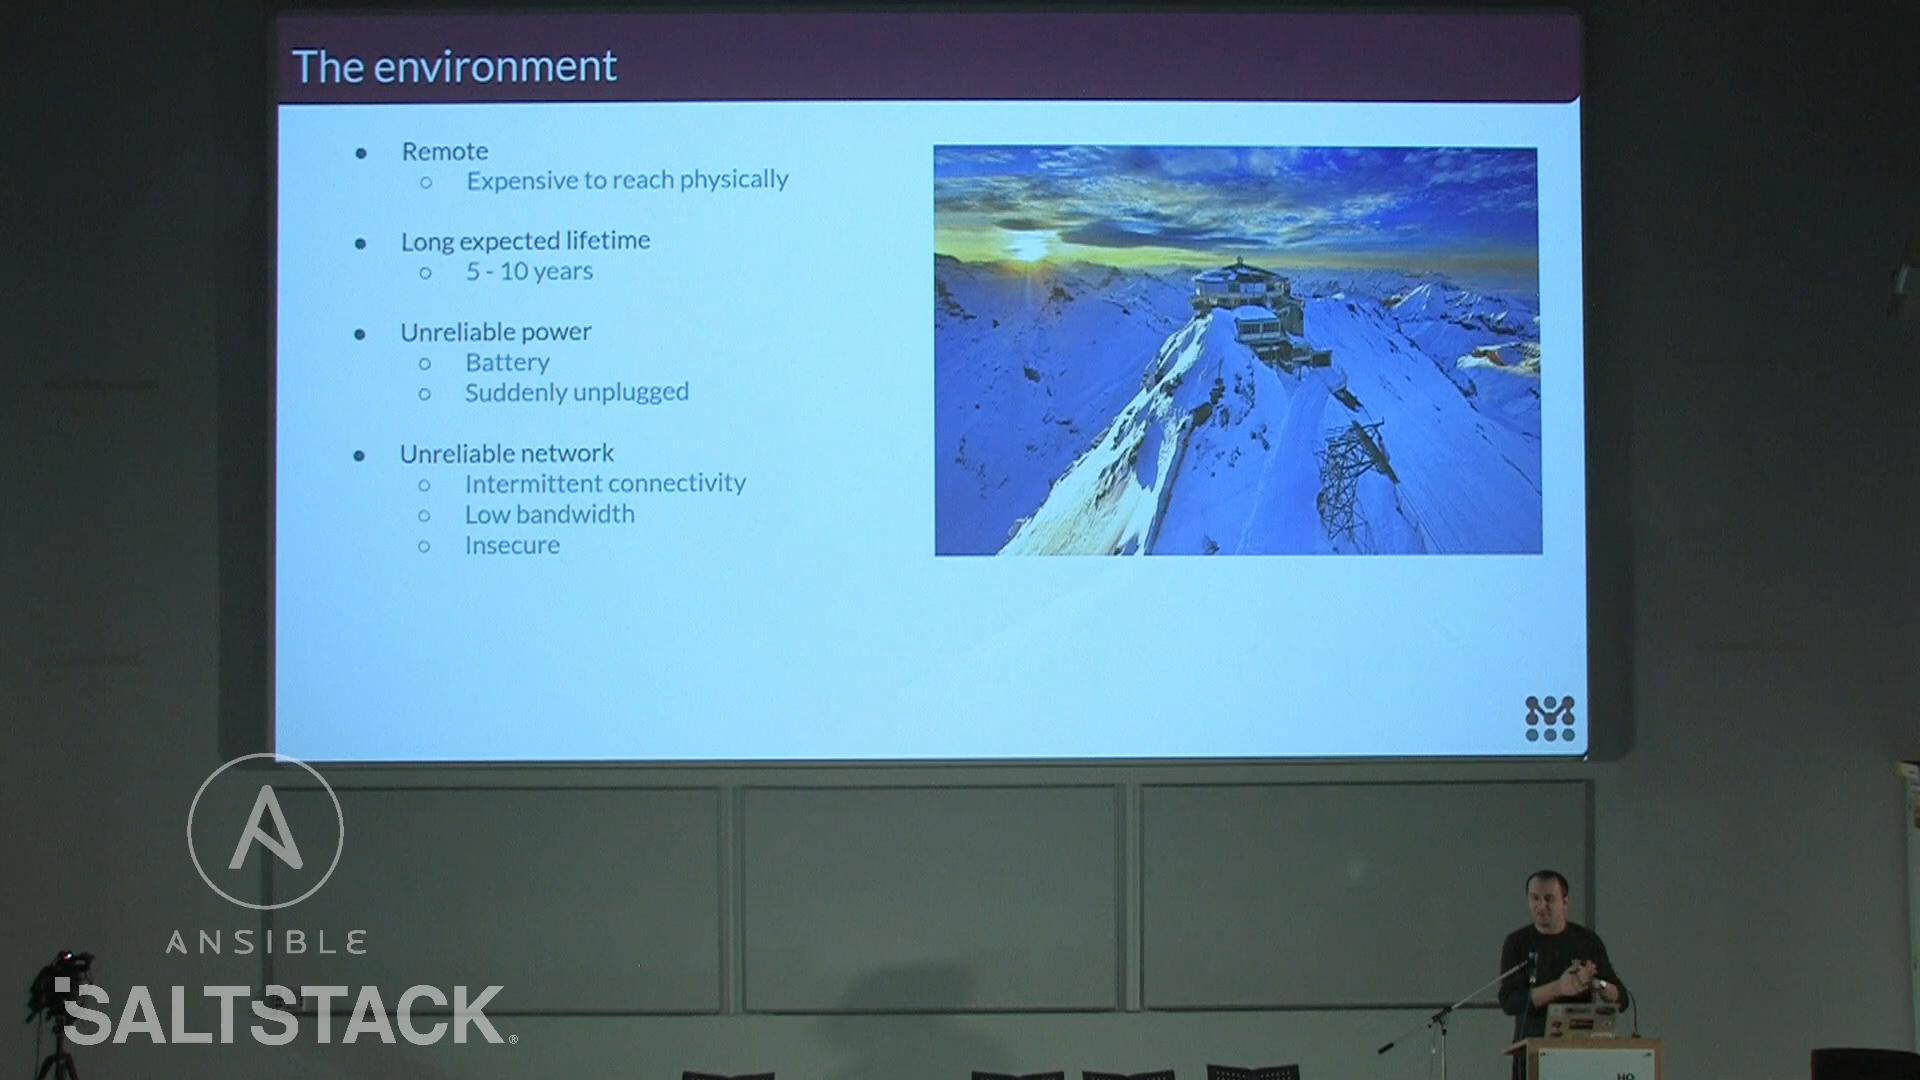 The environment
Remote
Expensive to reach physically
Long expected lifetime
5 - 10 years
Unreliable power
Battery
Suddenly unplugged
Unreliable network
Intermittent connectivity
Low bandwidth
Insecure
ANSIBLE
SALTSTACK®